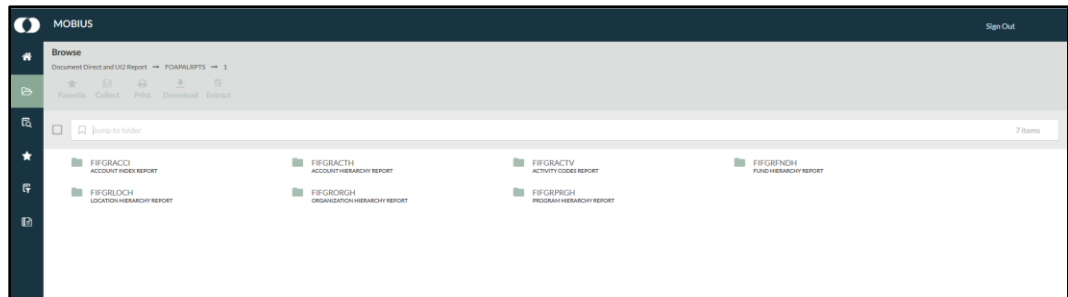 MOBIUS
Sign Out
Browse
Document Direct and UI2 Report → FOAPALRPTS → 1
Favorite Collect Print Download Extract
Jump to folder
7 Items
FIFGRACCI FIFGRACTH FIFGRACTV FIFGRFNDH
ACCOUNT INDEX REPORT ACCOUNT HIERARCHY REPORT ACTIVITY CODES REPORT FUND HIERARCHY REPORT
FIFGRLOCH FIFGRORGH FIFGRPRGH
LOCATION HIERARCHY REPORT ORGANIZATION HIERARCHY REPORT PROGRAM HIERARCHY REPORT